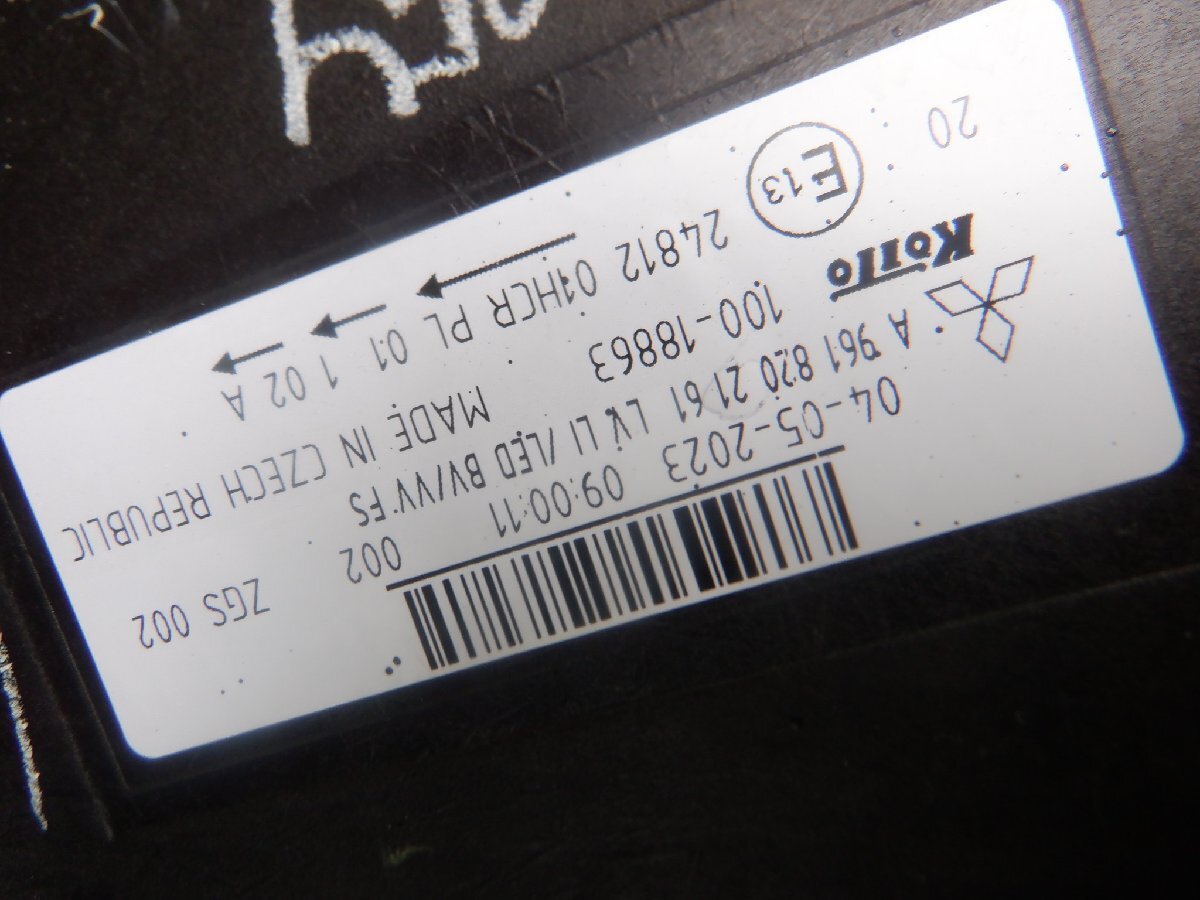 04-05-2023 09:00:11 002 ZGS 002
A 961 820 21 61 LV LI /LED BV/VV FS
100-18863 MADE IN CZECH REPUBLIC
Koito
24812 01HCR PL 01 1 02 A
E13
20